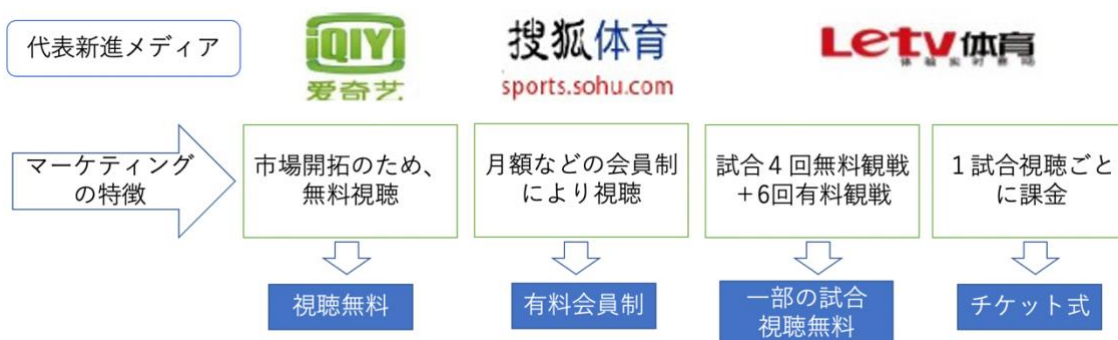 代表新進メディア
iQIYI
爱奇艺
搜狐体育
sports.sohu.com
Letv体育
マーケティング
の特徴
市場開拓のため、
無料視聴
月額などの会員制
により視聴
試合４回無料観戦
＋6回有料観戦
１試合視聴ごと
に課金
視聴無料
有料会員制
一部の試合
視聴無料
チケット式